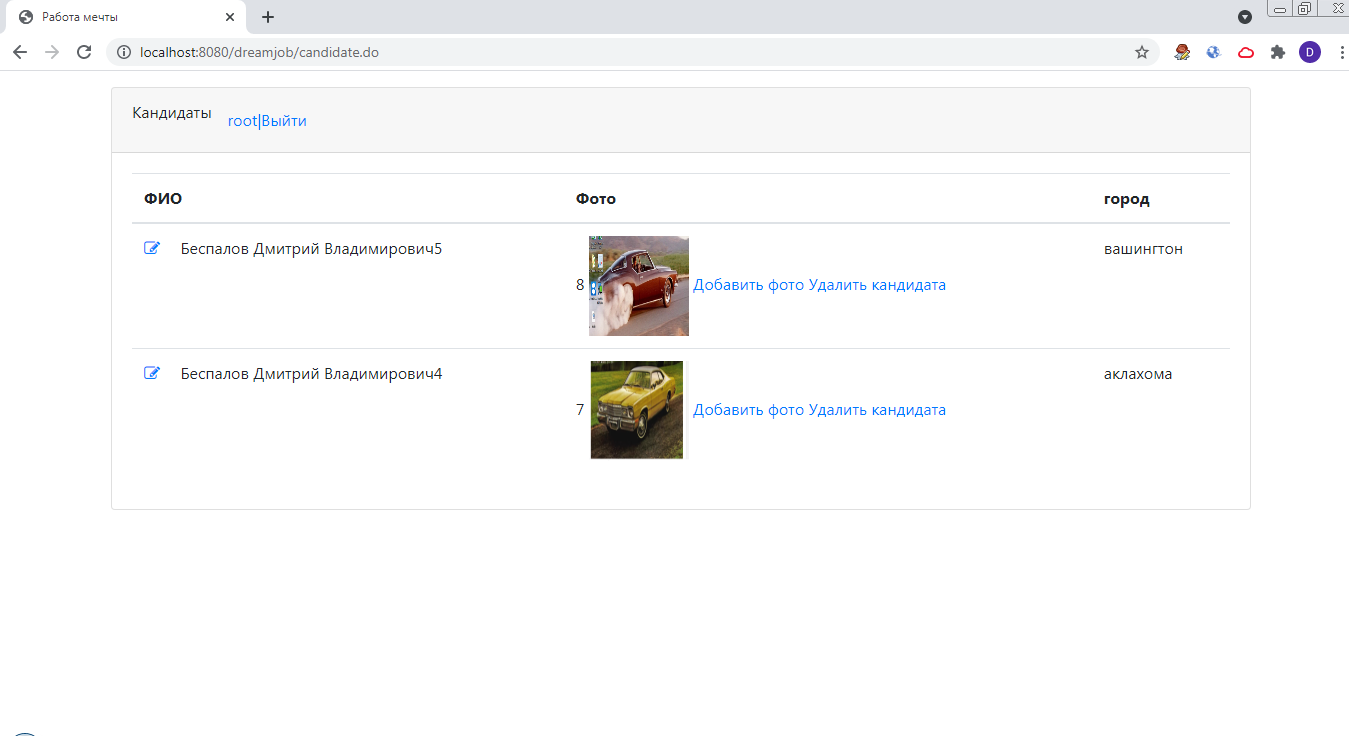 Работа мечты
localhost:8080/dreamjob/candidate.do
D
Кандидаты root|Выйти
ФИО Фото город
Беспалов Дмитрий Владимирович5 вашингтон
8 Добавить фото Удалить кандидата
Беспалов Дмитрий Владимирович4 аклахома
7 Добавить фото Удалить кандидата